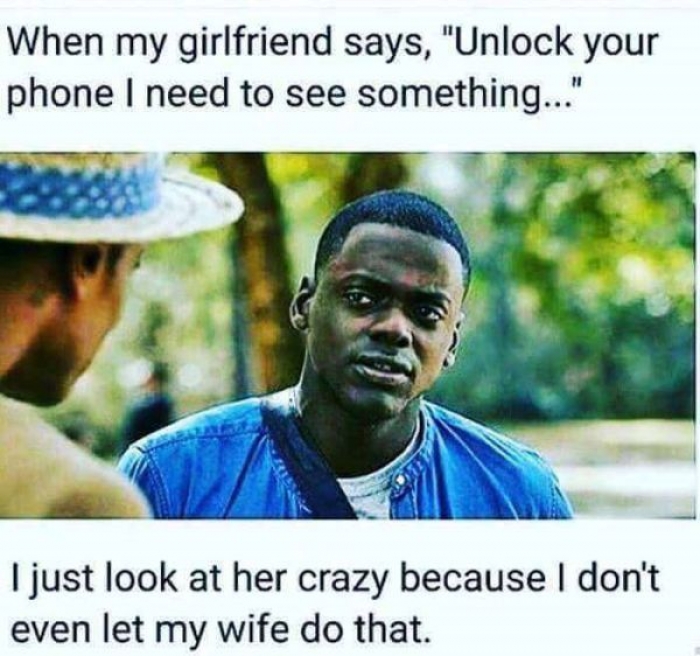 When my girlfriend says, "Unlock your
phone I need to see something..."
I just look at her crazy because I don't
even let my wife do that.